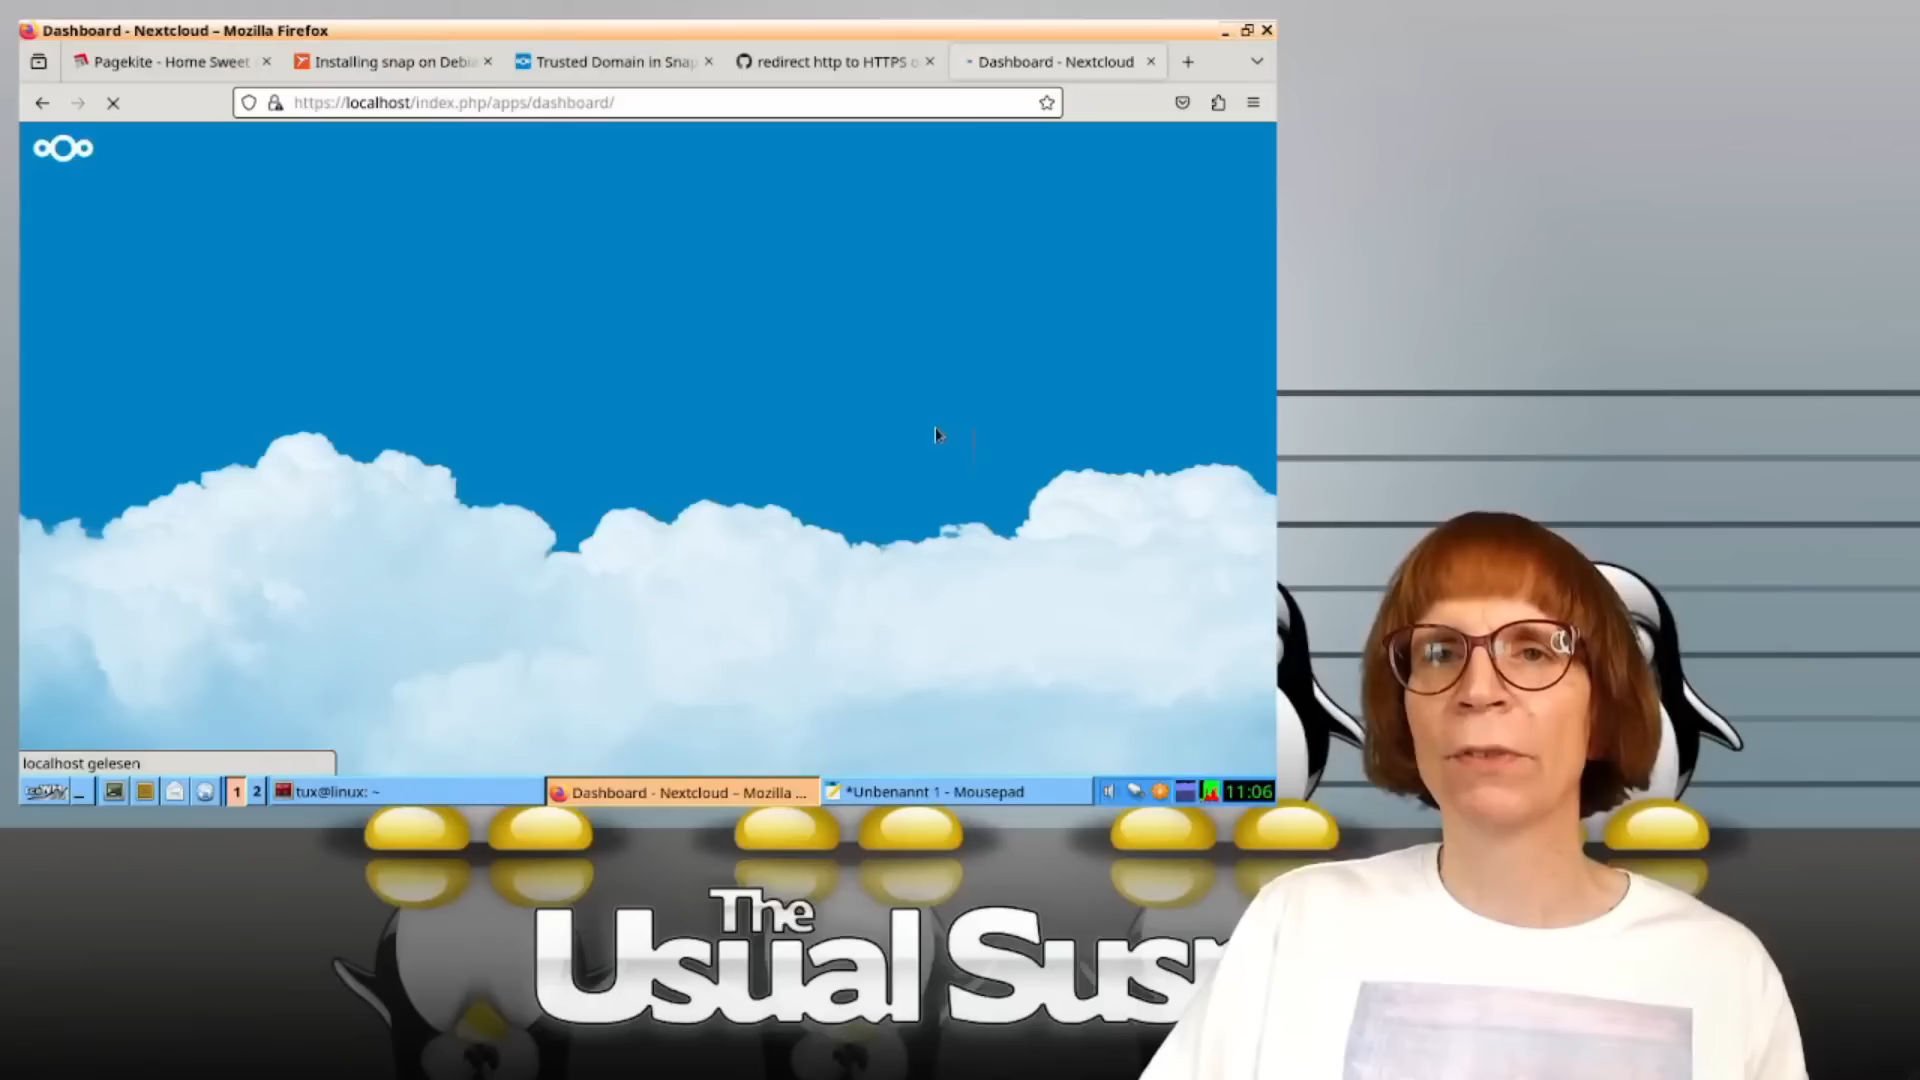 Dashboard - Nextcloud – Mozilla Firefox
Pagekite - Home Sweet
Installing snap on Debia
Trusted Domain in Snap
redirect http to HTTPS o
Dashboard - Nextcloud
https://localhost/index.php/apps/dashboard/
localhost gelesen
1
2
tux@linux: ~
Dashboard - Nextcloud – Mozilla ...
*Unbenannt 1 - Mousepad
11:06
The
Usual Sus